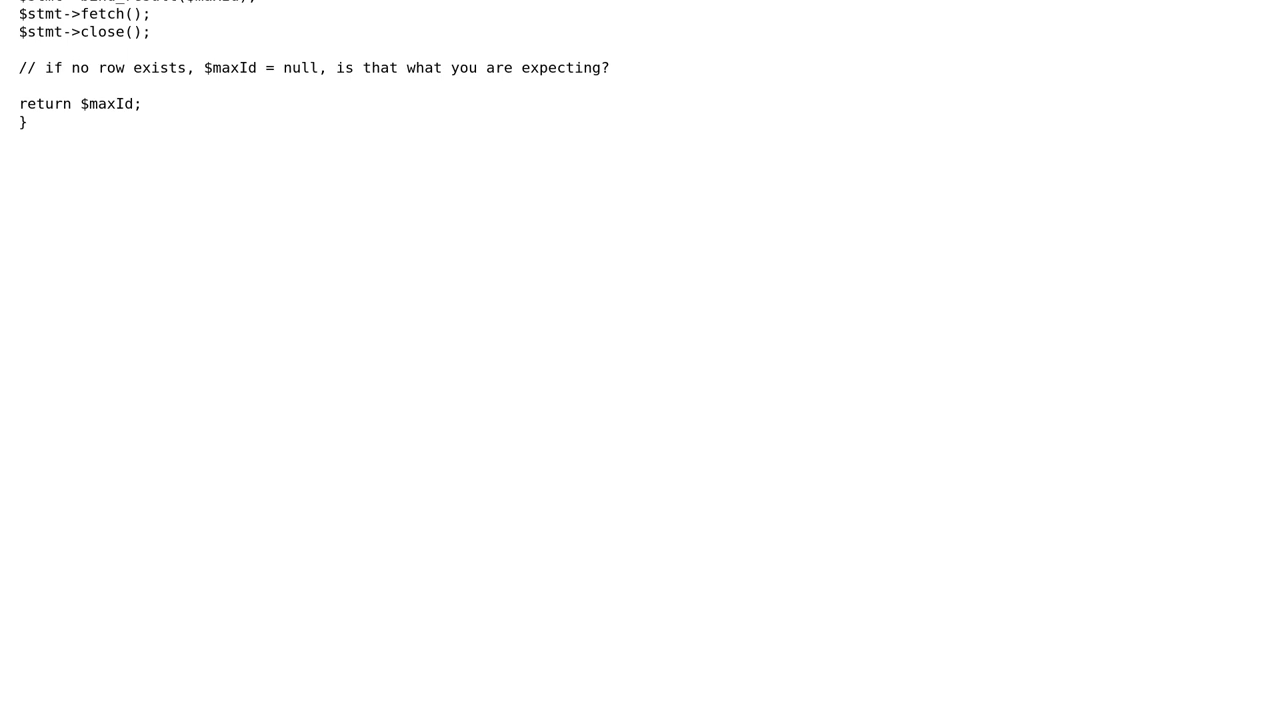 $stmt->fetch();
$stmt->close();
// if no row exists, $maxId = null, is that what you are expecting?
return $maxId;
}